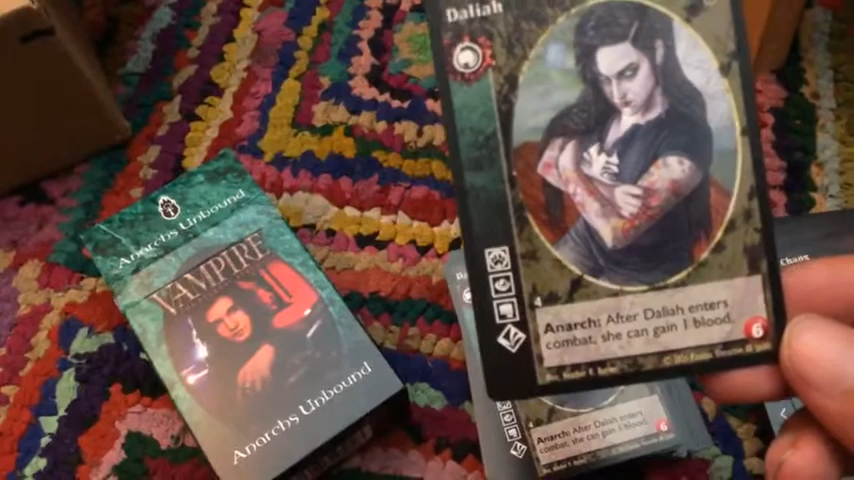 Daliah
Anarchs Unbound
VAMPIRE
Anarchs Unbound
4
Anarch: After Daliah enters
combat, she can gain 1 blood.
6
Chang
Anarch: After Daliah enters
combat, she can gain 1 blood.
6